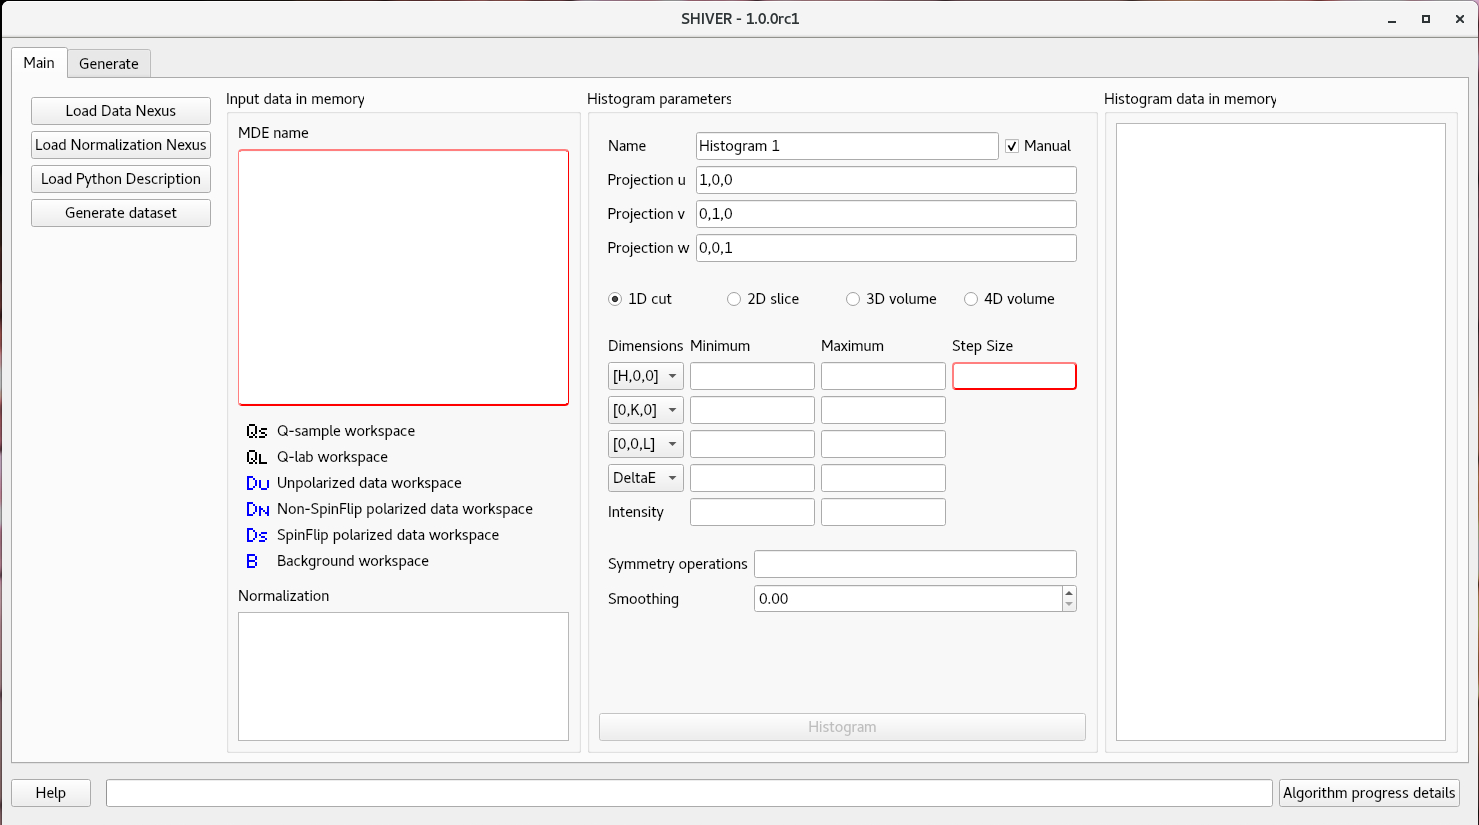 SHIVER - 1.0.0rc1
Main
Generate
Load Data Nexus
Load Normalization Nexus
Load Python Description
Generate dataset
Input data in memory
MDE name
Qs Q-sample workspace
QL Q-lab workspace
DU Unpolarized data workspace
DN Non-SpinFlip polarized data workspace
Ds SpinFlip polarized data workspace
B Background workspace
Normalization
Histogram parameters
Name Histogram 1 Manual
Projection u 1,0,0
Projection v 0,1,0
Projection w 0,0,1
1D cut 2D slice 3D volume 4D volume
Dimensions Minimum Maximum Step Size
[H,0,0]
[0,K,0]
[0,0,L]
DeltaE
Intensity
Symmetry operations
Smoothing 0.00
Histogram
Histogram data in memory
Help
Algorithm progress details